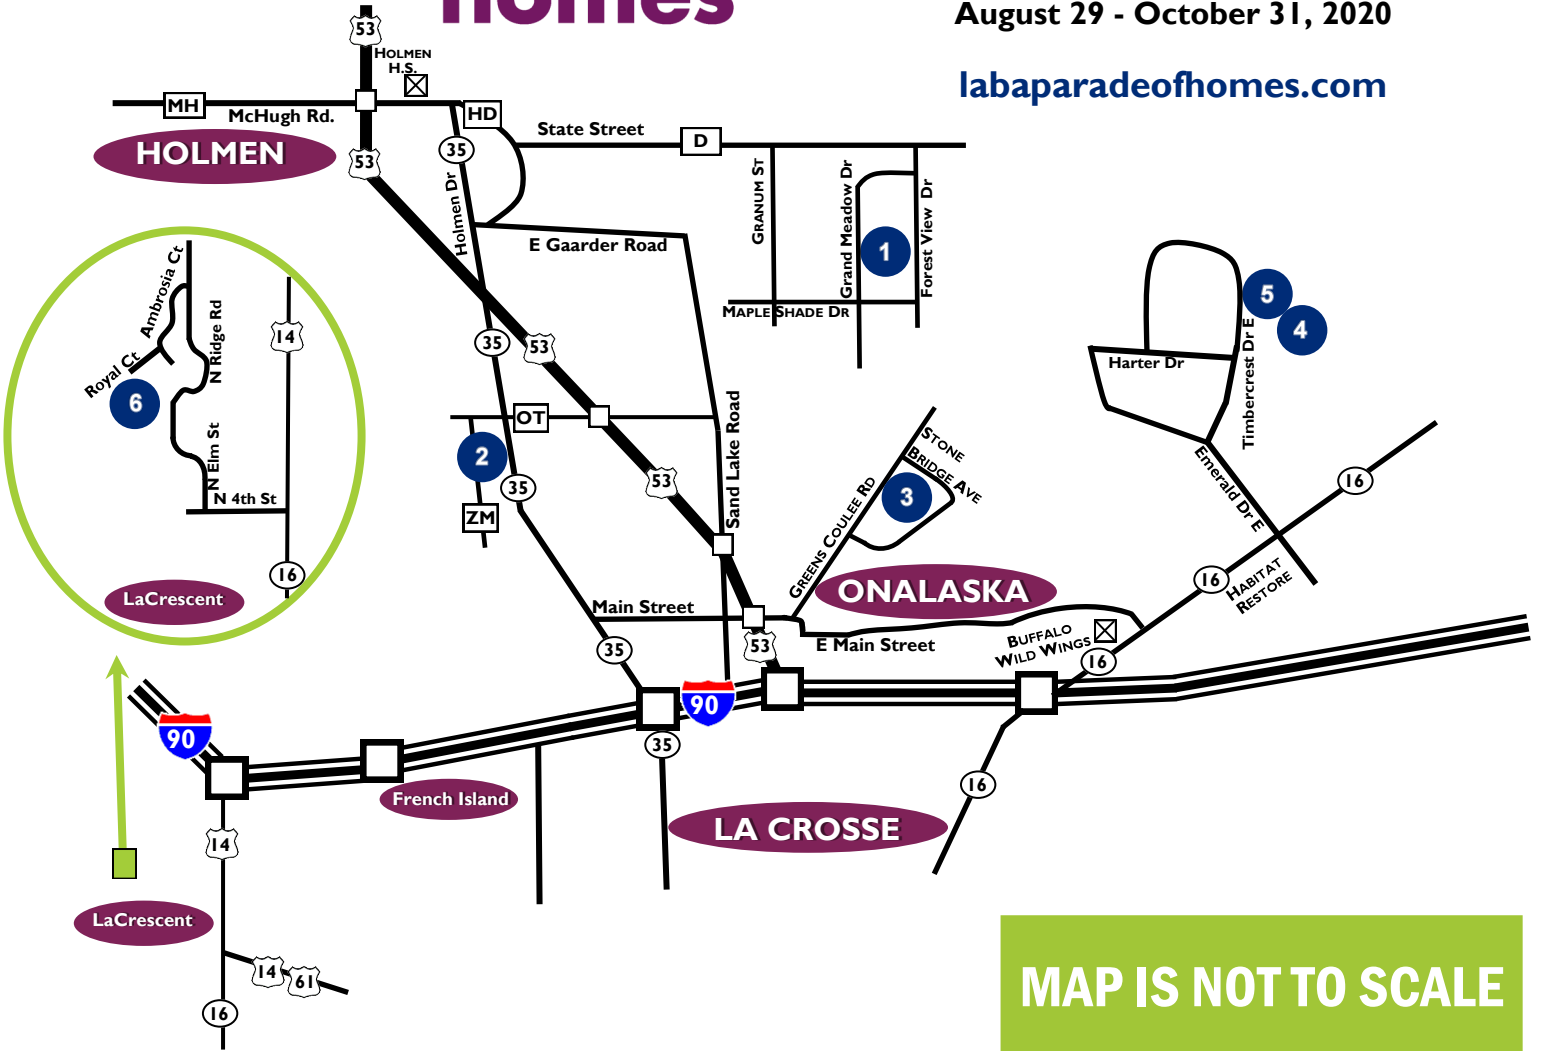 homes
August 29 - October 31, 2020
labaparadeofhomes.com
53
HOLMEN
H.S.
MH
McHugh Rd.
HD
HOLMEN
53
35
State Street
D
Holmen Dr
E Gaarder Road
GRANUM ST
Grand Meadow Dr
Forest View Dr
1
MAPLE SHADE DR
Ambrosia Ct
N Ridge Rd
14
Royal Ct
6
N Elm St
N 4th St
16
LaCrescent
35
53
OT
2
35
ZM
53
Sand Lake Road
STONE
BRIDGE AVE
3
GREENS COULEE RD
5
4
Harter Dr
Timbercrest Dr E
Emerald Dr E
16
16
HABITAT
RESTORE
ONALASKA
Main Street
E Main Street
53
35
BUFFALO
WILD WINGS
16
90
90
35
French Island
LA CROSSE
16
14
LaCrescent
14
61
16
MAP IS NOT TO SCALE